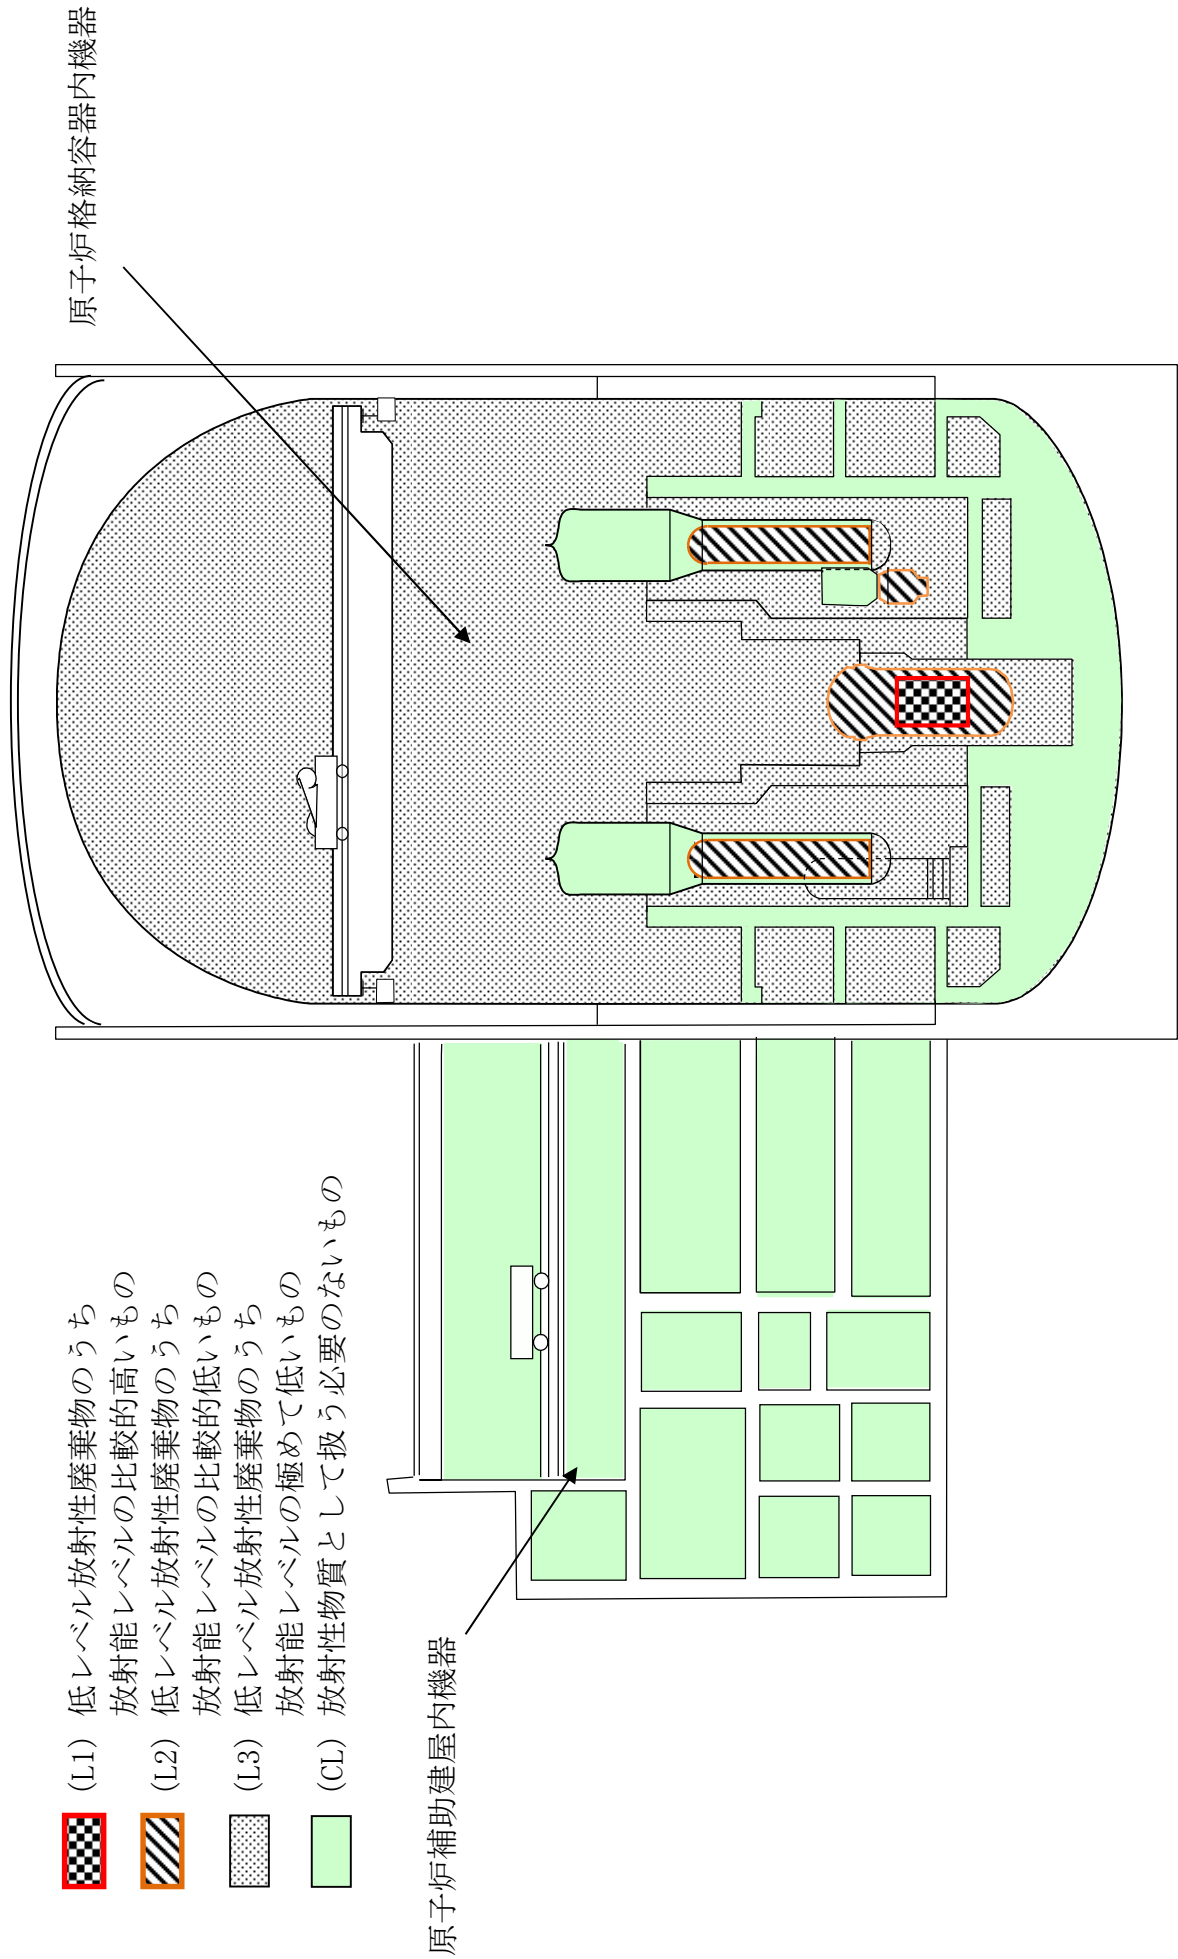 (L1) 低レベル放射性廃棄物のうち
放射能レベルの比較的高いもの
(L2) 低レベル放射性廃棄物のうち
放射能レベルの比較的低いもの
(L3) 低レベル放射性廃棄物のうち
放射能レベルの極めて低いもの
(CL) 放射性物質として扱う必要のないもの
原子炉格納容器内機器
原子炉補助建屋内機器